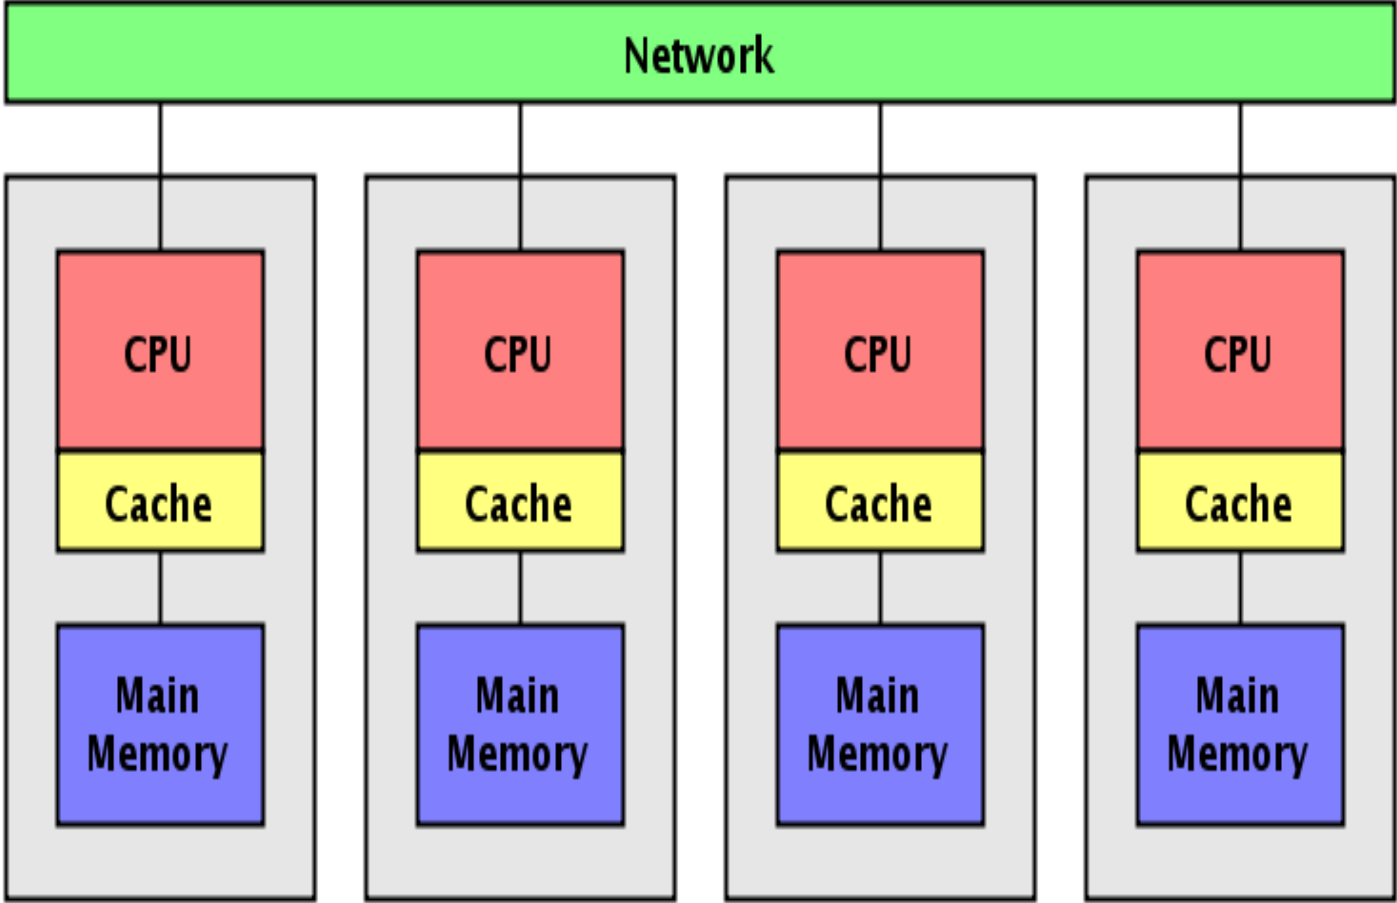 Network
CPU
CPU
CPU
CPU
Cache
Cache
Cache
Cache
Main
Memory
Main
Memory
Main
Memory
Main
Memory